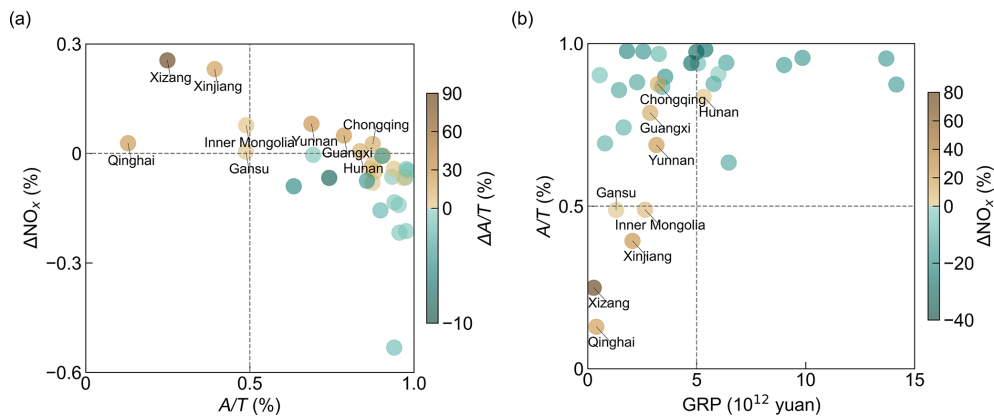 (a)
0.3
0
−0.3
−0.6
ΔNOx (%)
0
0.5
1.0
A/T (%)
Xizang
Xinjiang
Qinghai
Inner Mongolia
Gansu
Yunnan
Guangxi
Chongqing
Hunan
90
60
30
0
−10
ΔA/T (%)
(b)
1.0
0.5
0
A/T (%)
0
5
10
15
GRP (10¹² yuan)
Chongqing
Hunan
Guangxi
Yunnan
Gansu
Inner Mongolia
Xinjiang
Xizang
Qinghai
80
60
40
20
0
−20
−40
ΔNOx (%)